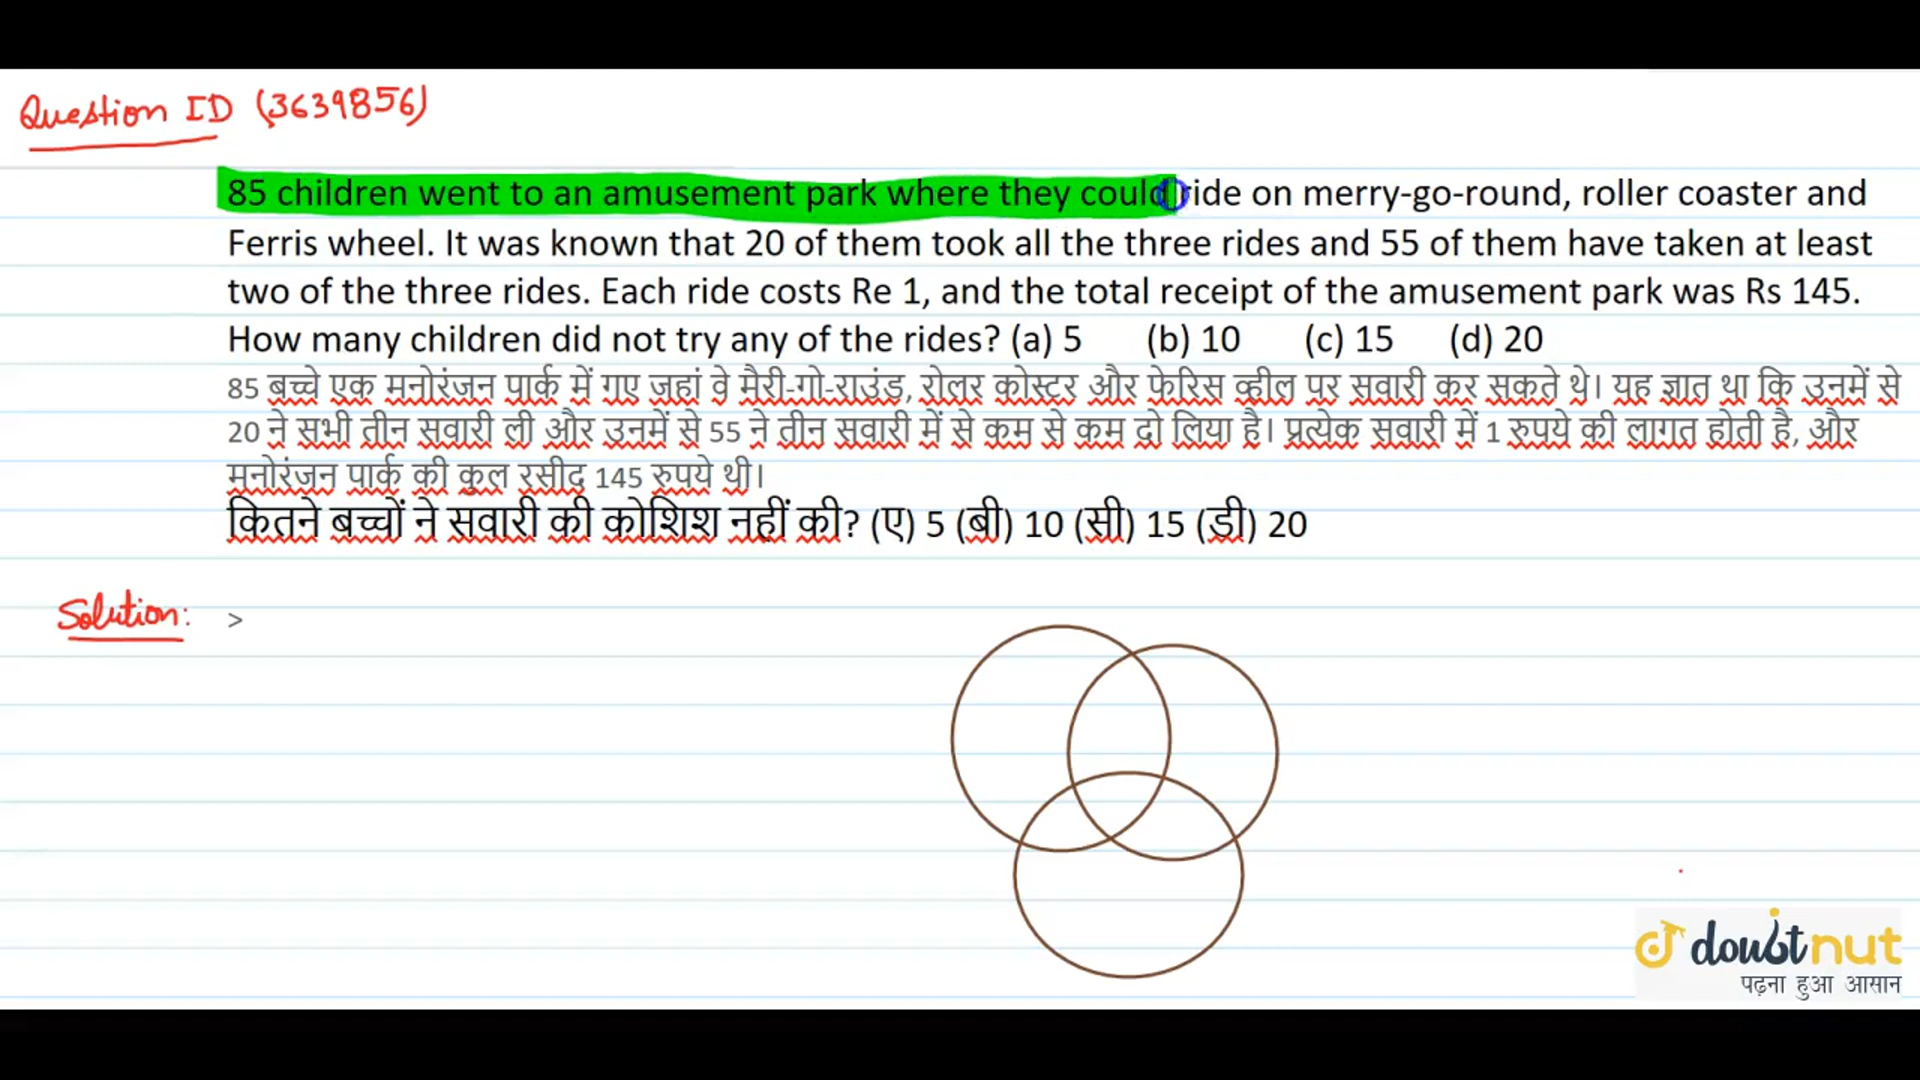 Question ID (3639856)
85 children went to an amusement park where they could ride on merry-go-round, roller coaster and
Ferris wheel. It was known that 20 of them took all the three rides and 55 of them have taken at least
two of the three rides. Each ride costs Re 1, and the total receipt of the amusement park was Rs 145.
How many children did not try any of the rides? (a) 5 (b) 10 (c) 15 (d) 20
85 बच्चे एक मनोरंजन पार्क में गए जहां वे मैरी-गो-राउंड, रोलर कोस्टर और फेरिस व्हील पर सवारी कर सकते थे। यह ज्ञात था कि उनमें से
20 ने सभी तीन सवारी ली और उनमें से 55 ने तीन सवारी में से कम से कम दो लिया है। प्रत्येक सवारी में 1 रुपये की लागत होती है, और
मनोरंजन पार्क की कुल रसीद 145 रुपये थी।
कितने बच्चों ने सवारी की कोशिश नहीं की? (ए) 5 (बी) 10 (सी) 15 (डी) 20
Solution: >
doubtnut
पढ़ना हुआ आसान